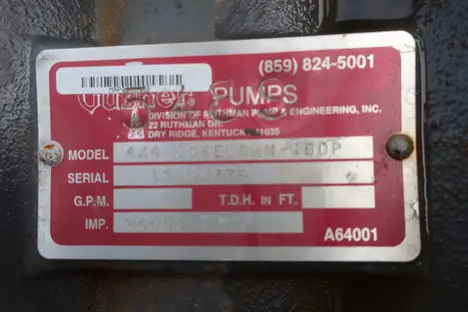 (859) 824-5001
Gusher PUMPS
DIVISION OF RUTHMAN PUMP & ENGINEERING, INC.
22 RUTHMAN DR.
DRY RIDGE, KENTUCKY 41035
MODEL
SERIAL
G.P.M. T.D.H. IN FT.
IMP.
A64001